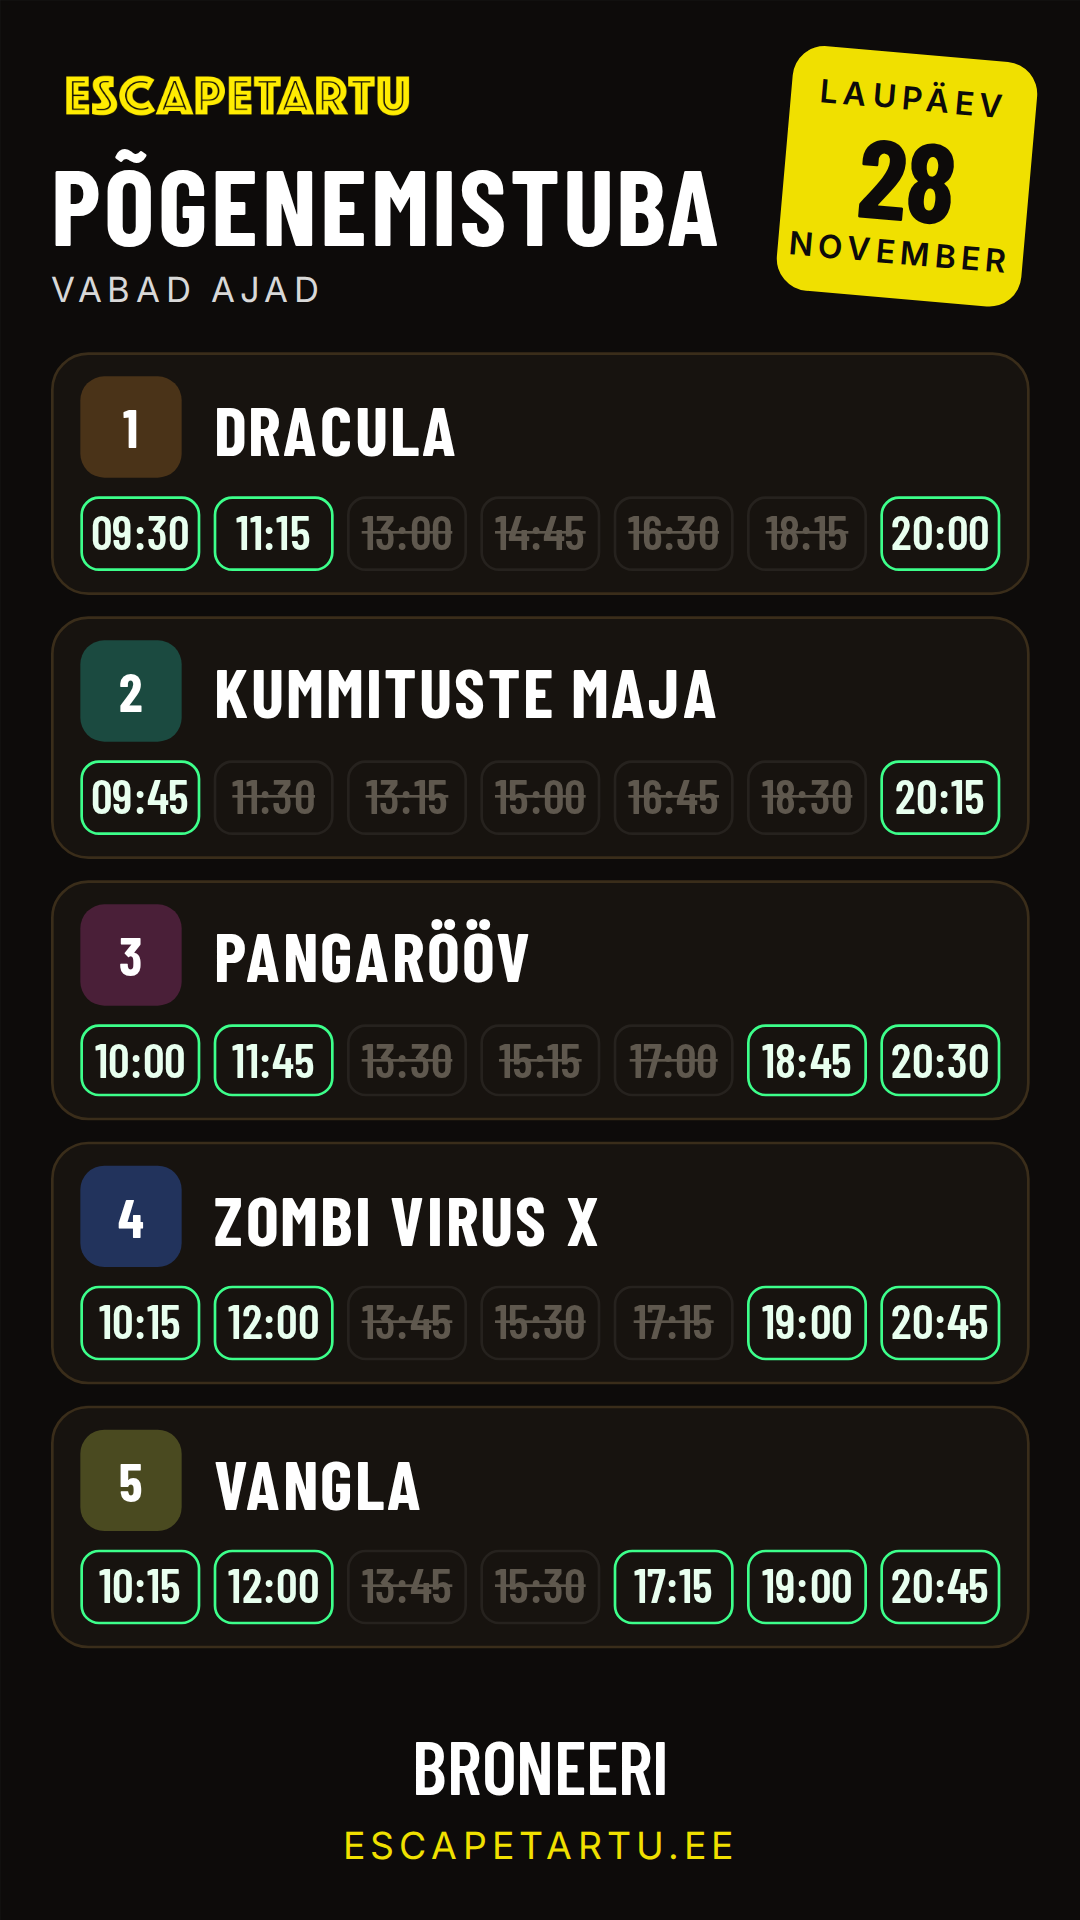 ESCAPETARTU
PÕGENEMISTUBA
VABAD AJAD
LAUPÄEV
28
NOVEMBER
1 DRACULA
09:30 11:15 13:00 14:45 16:30 18:15 20:00
2 KUMMITUSTE MAJA
09:45 11:30 13:15 15:00 16:45 18:30 20:15
3 PANGARÖÖV
10:00 11:45 13:30 15:15 17:00 18:45 20:30
4 ZOMBI VIRUS X
10:15 12:00 13:45 15:30 17:15 19:00 20:45
5 VANGLA
10:15 12:00 13:45 15:30 17:15 19:00 20:45
BRONEERI
ESCAPETARTU.EE